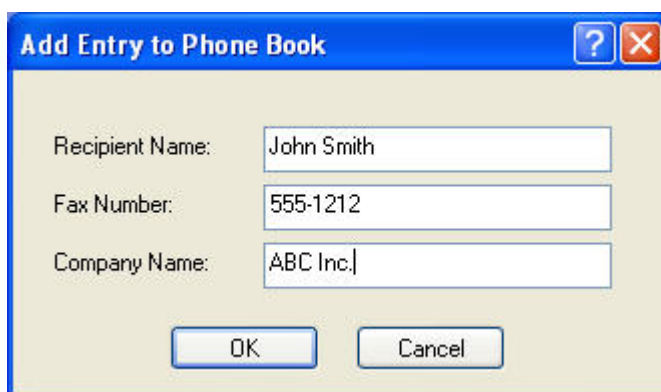 Add Entry to Phone Book
Recipient Name: John Smith
Fax Number: 555-1212
Company Name: ABC Inc.
OK Cancel